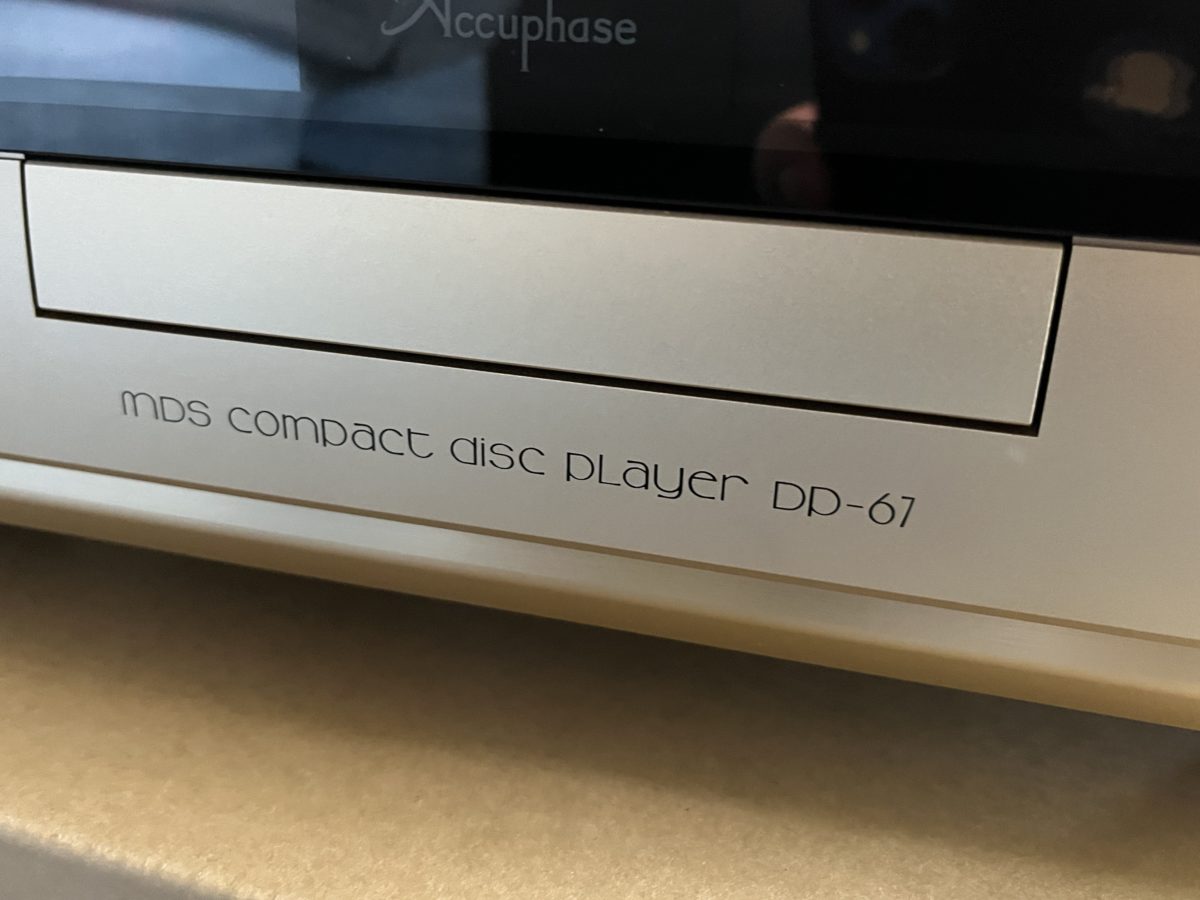 Accuphase
MDS COMPACT DISC PLAYER DP-67